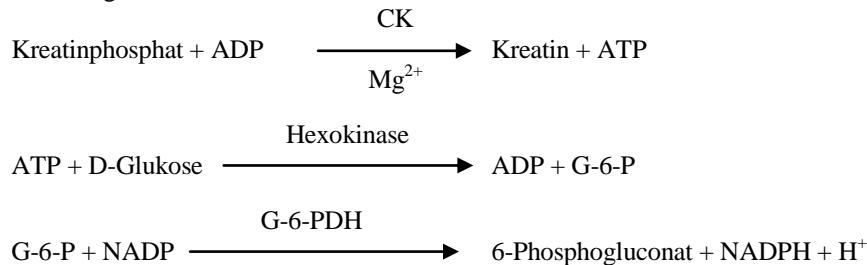 CK
Kreatinphosphat + ADP Kreatin + ATP
Mg²⁺
Hexokinase
ATP + D-Glukose ADP + G-6-P
G-6-PDH
G-6-P + NADP 6-Phosphogluconat + NADPH + H⁺